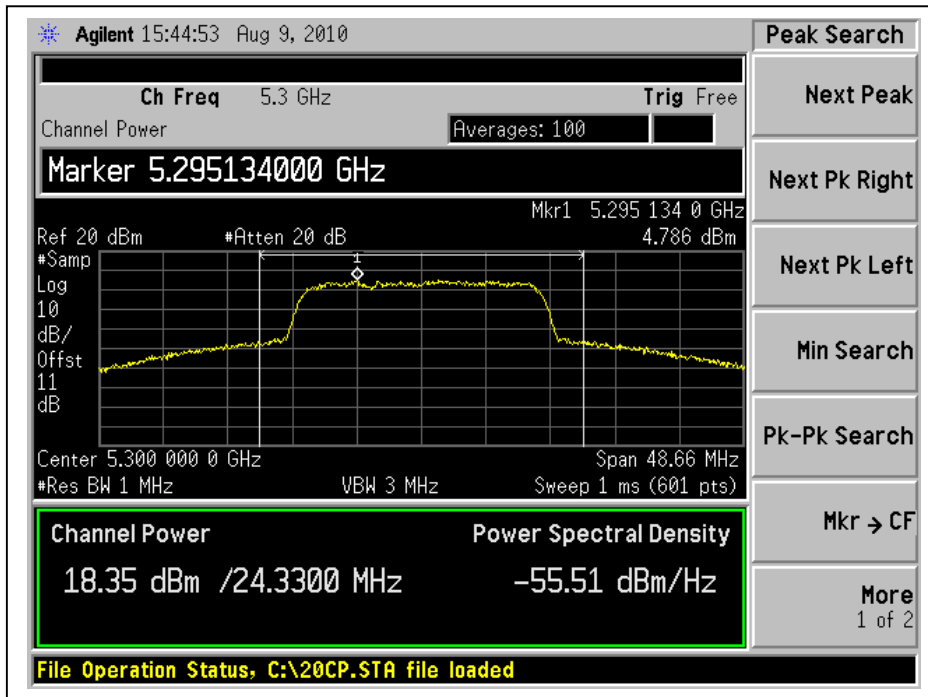 Agilent 15:44:53 Aug 9, 2010
Peak Search
Ch Freq 5.3 GHz Trig Free
Channel Power Averages: 100
Marker 5.295134000 GHz
Mkr1 5.295 134 0 GHz
Ref 20 dBm #Atten 20 dB 4.786 dBm
#Samp
Log
10
dB/
Offst
11
dB
1
Center 5.300 000 0 GHz Span 48.66 MHz
#Res BW 1 MHz VBW 3 MHz Sweep 1 ms (601 pts)
Channel Power Power Spectral Density
18.35 dBm /24.3300 MHz -55.51 dBm/Hz
File Operation Status, C:\20CP.STA file loaded
Next Peak
Next Pk Right
Next Pk Left
Min Search
Pk-Pk Search
Mkr → CF
More
1 of 2